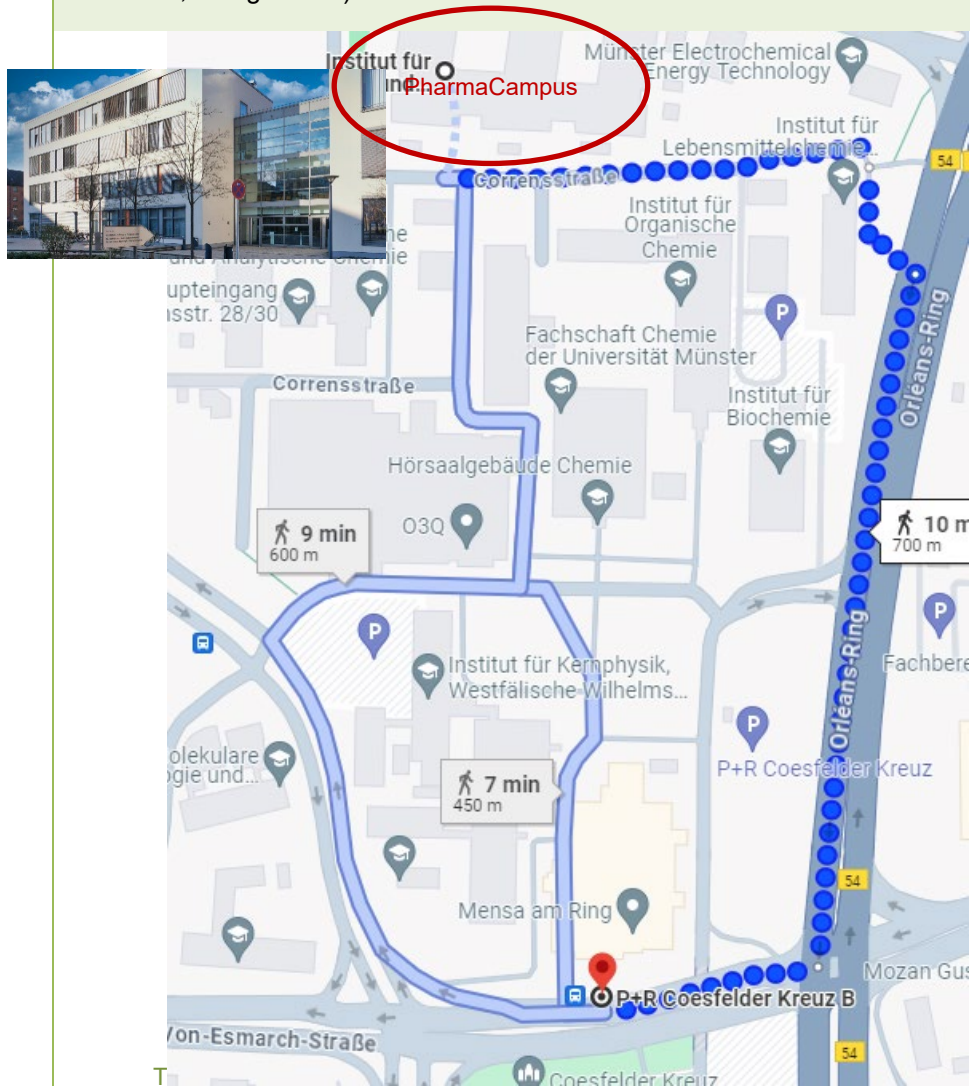 Institut für
und...
PharmaCampus
Münster Electrochemical
Energy Technology
Institut für
Lebensmittelchemie...
54
Corrensstraße
Institut für
Organische
Chemie
und Analytische Chemie
upteingang
nsstr. 28/30
P
Fachschaft Chemie
der Universität Münster
Orléans-Ring
Corrensstraße
Institut für
Biochemie
Hörsaalgebäude Chemie
O3Q
9 min
600 m
10 m
700 m
P
P
Orléans-Ring
Fachbere
Institut für Kernphysik,
Westfälische Wilhelms...
P
olekulare
ogie und...
P+R Coesfelder Kreuz
7 min
450 m
54
Mensa am Ring
Mozan Gus
P+R Coesfelder Kreuz B
Von-Esmarch-Straße
54
Coesfelder Kreuz
T